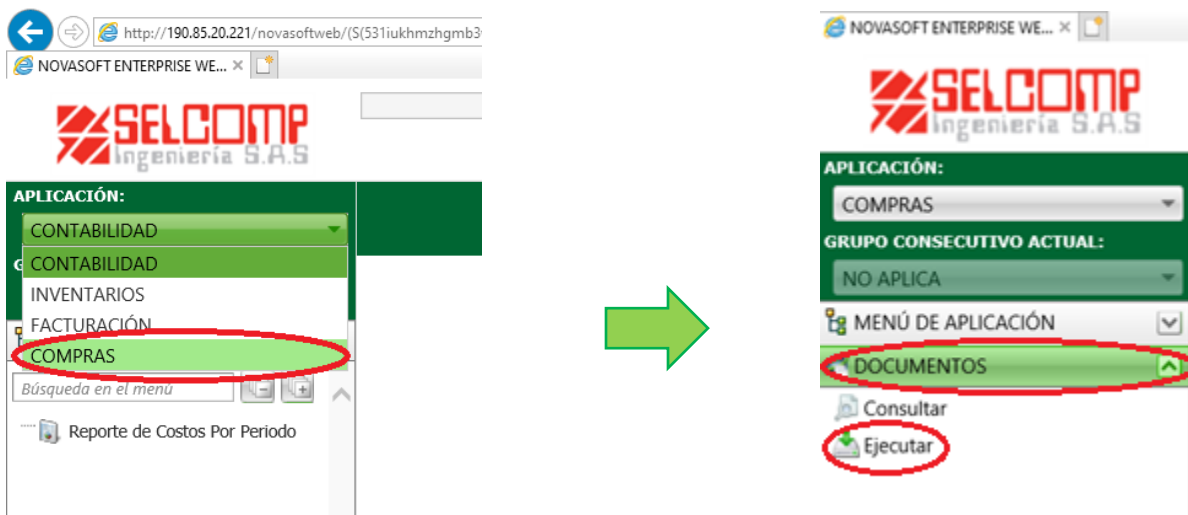 http://190.85.20.221/novasoftweb/(S(531iukhmzhgmb3
NOVASOFT ENTERPRISE WE...
SELCOMP
Ingeniería S.A.S
APLICACIÓN:
CONTABILIDAD
CONTABILIDAD
INVENTARIOS
FACTURACIÓN
COMPRAS
Búsqueda en el menú
Reporte de Costos Por Periodo
NOVASOFT ENTERPRISE WE...
SELCOMP
Ingeniería S.A.S
APLICACIÓN:
COMPRAS
GRUPO CONSECUTIVO ACTUAL:
NO APLICA
MENÚ DE APLICACIÓN
DOCUMENTOS
Consultar
Ejecutar